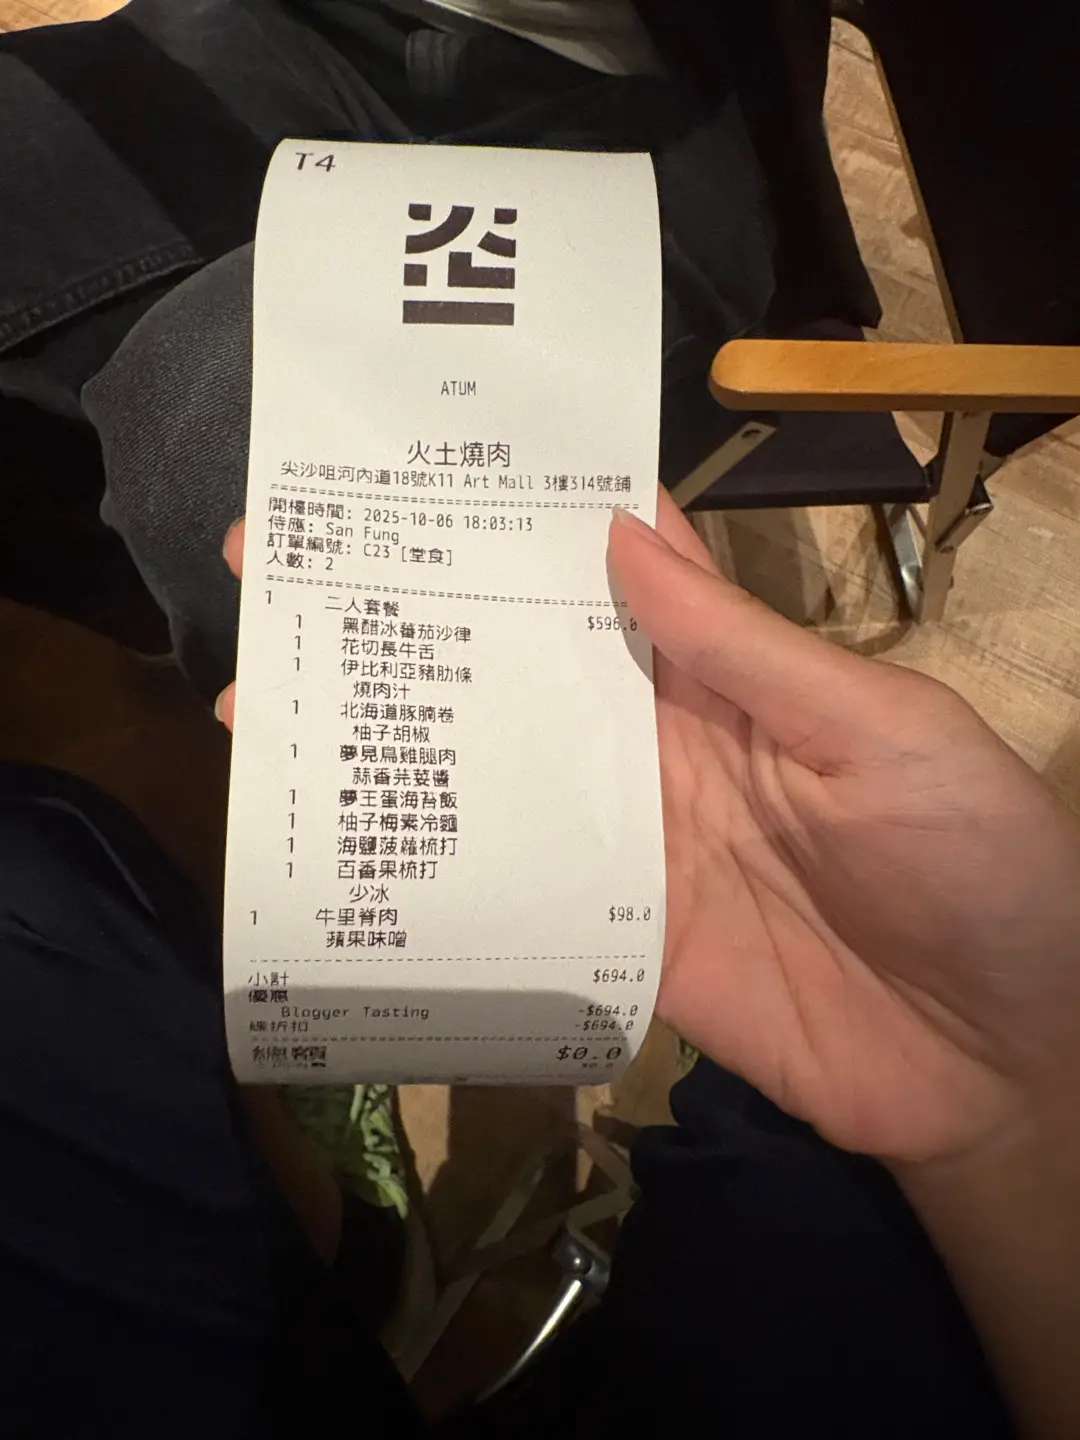 T4
ATUM
火土燒肉
尖沙咀河內道18號K11 Art Mall 3樓314號鋪
開檯時間: 2025-10-06 18:03:13
侍應: San Fung
訂單編號: C23 [堂食]
人數: 2
1 二人套餐 $596.0
1 黑醋冰蕃茄沙律
1 花切長牛舌
1 伊比利亞豬肋條
燒肉汁
1 北海道豚腩卷
柚子胡椒
1 夢見鳥雞腿肉
蒜香芫荽醬
1 夢王蛋海苔飯
1 柚子梅素冷麵
1 海鹽菠蘿梳打
1 百香果梳打
少冰
1 牛里脊肉 $98.0
蘋果味噌
小計 $694.0
優惠
Blogger Tasting -$694.0
總折扣 -$694.0
總額 $0.0
$0.0